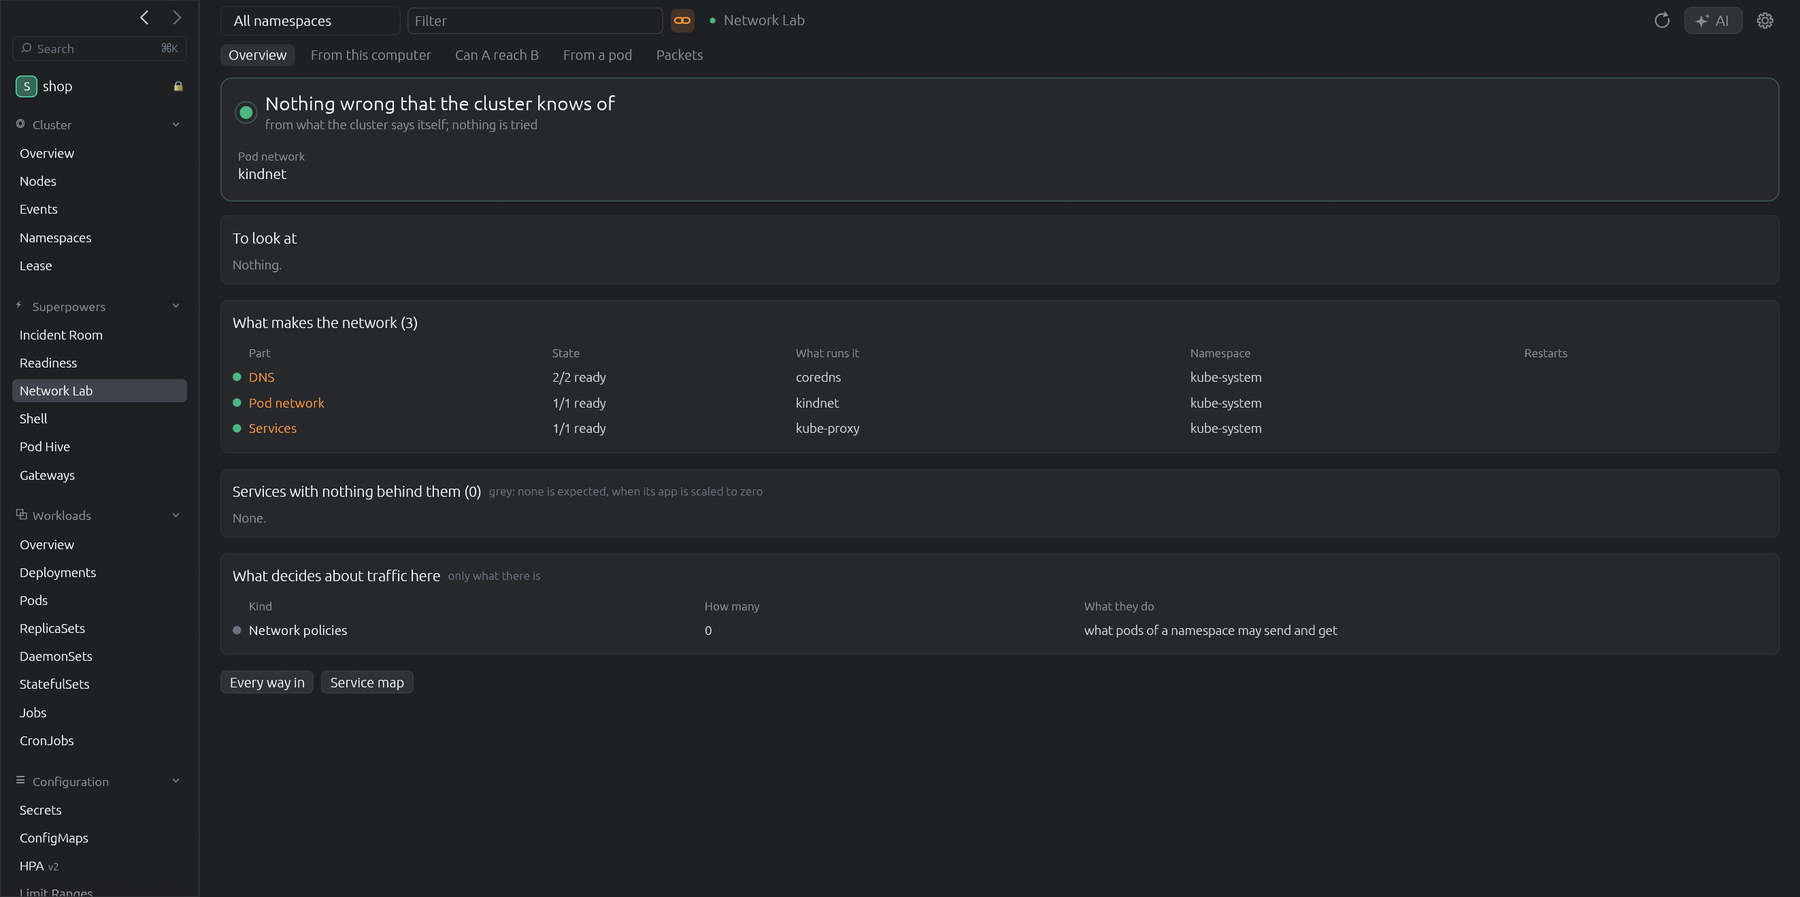 Search ⌘K
S shop
Cluster
Overview
Nodes
Events
Namespaces
Lease
Superpowers
Incident Room
Readiness
Network Lab
Shell
Pod Hive
Gateways
Workloads
Overview
Deployments
Pods
ReplicaSets
DaemonSets
StatefulSets
Jobs
CronJobs
Configuration
Secrets
ConfigMaps
HPA v2
Limit Ranges
All namespaces Filter Network Lab AI
Overview From this computer Can A reach B From a pod Packets
Nothing wrong that the cluster knows of
from what the cluster says itself; nothing is tried
Pod network
kindnet
To look at
Nothing.
What makes the network (3)
Part State What runs it Namespace Restarts
DNS 2/2 ready coredns kube-system
Pod network 1/1 ready kindnet kube-system
Services 1/1 ready kube-proxy kube-system
Services with nothing behind them (0) grey: none is expected, when its app is scaled to zero
None.
What decides about traffic here only what there is
Kind How many What they do
Network policies 0 what pods of a namespace may send and get
Every way in Service map